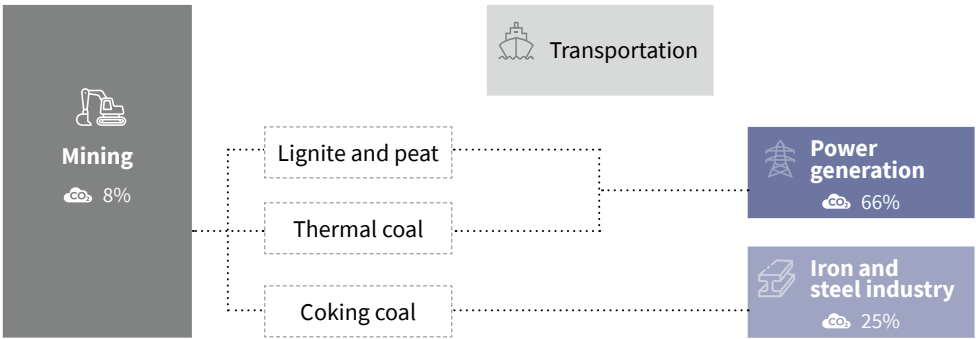 Transportation
Mining
CO₂ 8%
Lignite and peat
Thermal coal
Coking coal
Power
generation
CO₂ 66%
Iron and
steel industry
CO₂ 25%